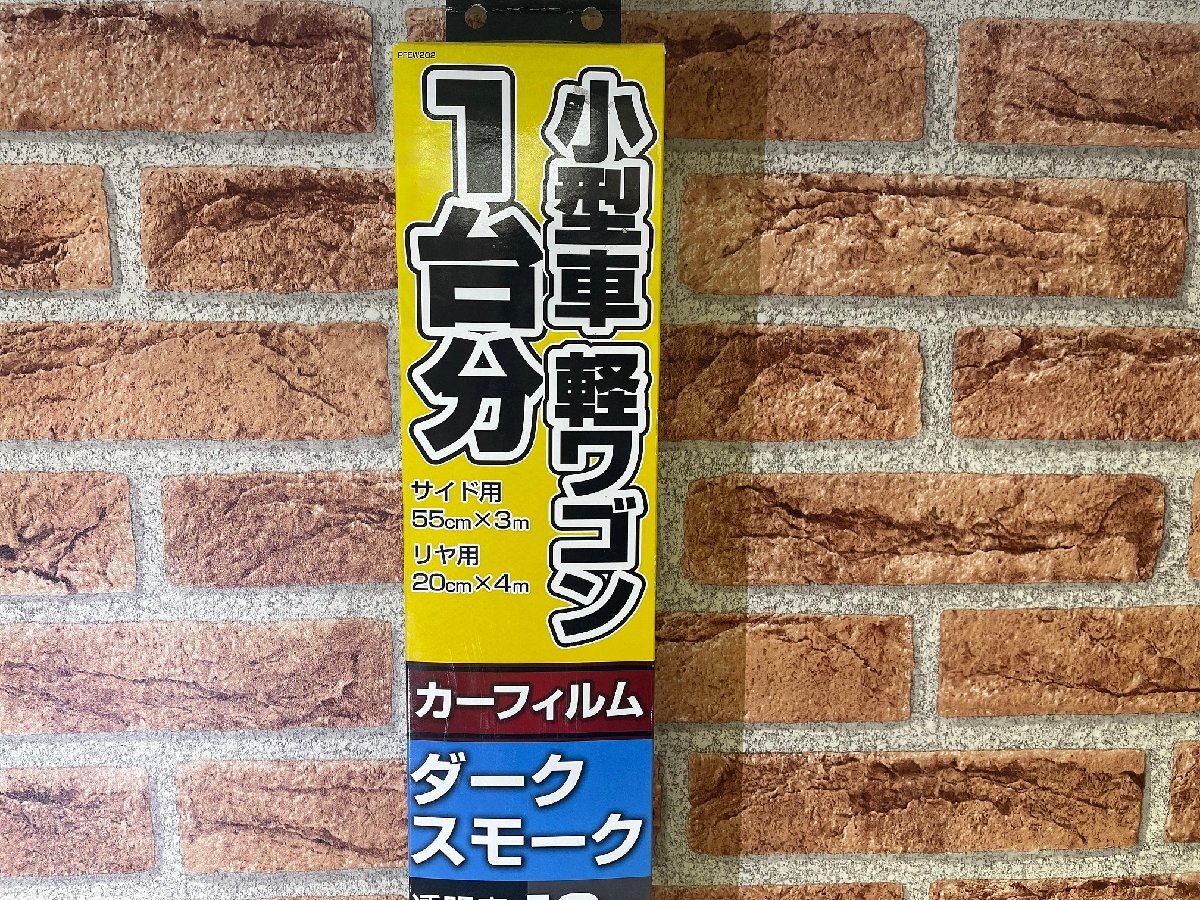 PFEW202
小型車 軽ワゴン
1台分
サイド用
55cm×3m
リヤ用
20cm×4m
カーフィルム
ダーク
スモーク